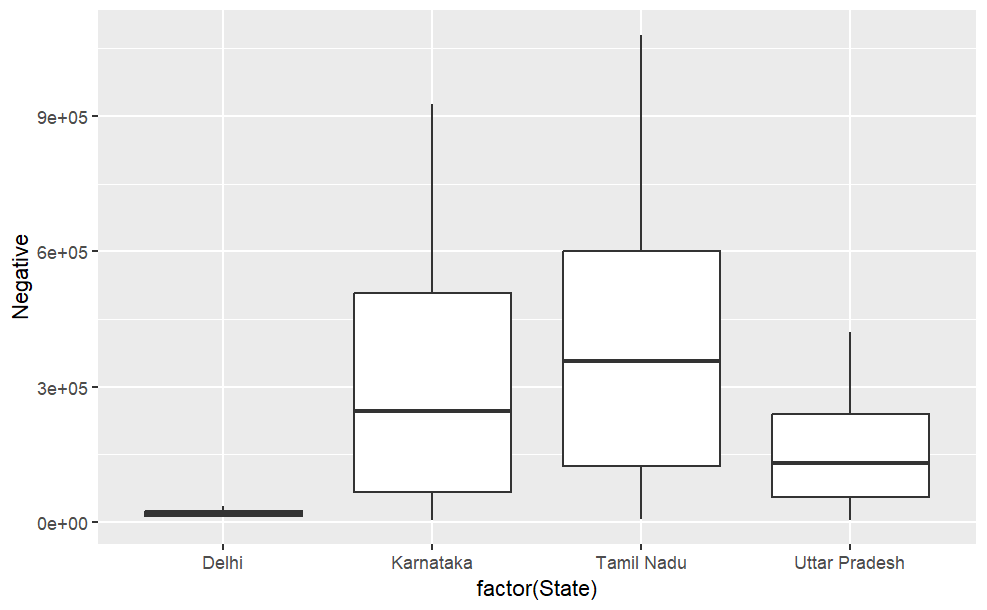 9e+05
6e+05
3e+05
0e+00
Negative
Delhi
Karnataka
Tamil Nadu
Uttar Pradesh
factor(State)